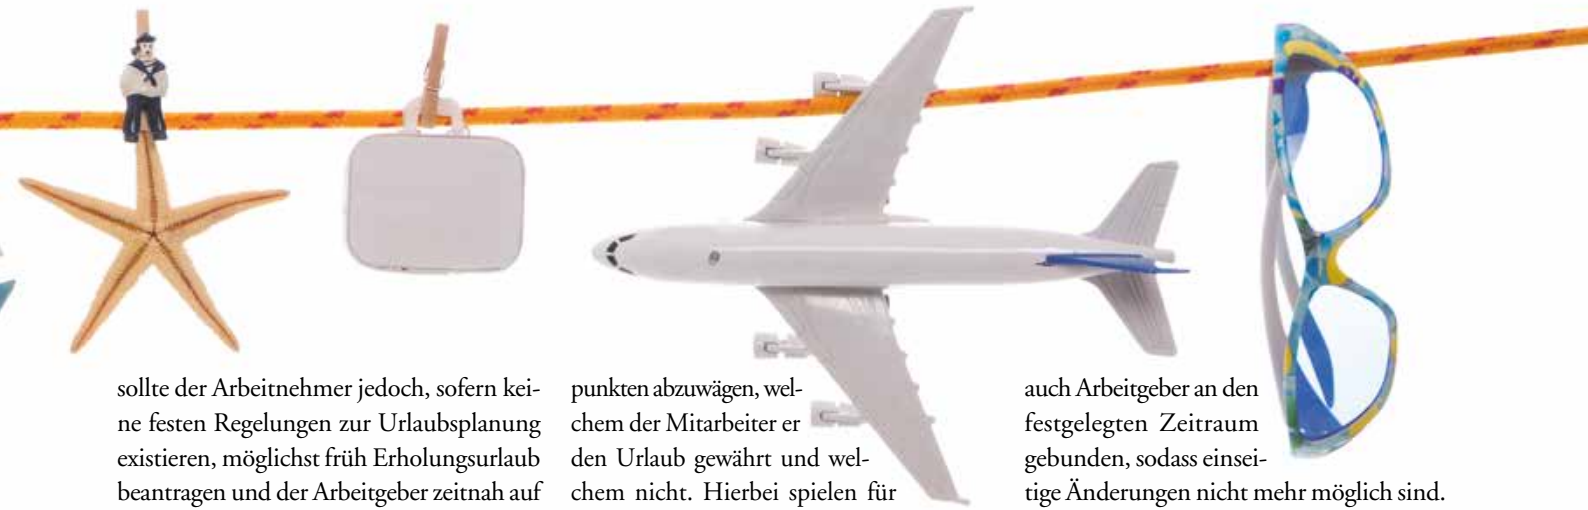 sollte der Arbeitnehmer jedoch, sofern kei-
ne festen Regelungen zur Urlaubsplanung
existieren, möglichst früh Erholungsurlaub
beantragen und der Arbeitgeber zeitnah auf
punkten abzuwägen, wel-
chem der Mitarbeiter er
den Urlaub gewährt und wel-
chem nicht. Hierbei spielen für
auch Arbeitgeber an den
festgelegten Zeitraum
gebunden, sodass einsei-
tige Änderungen nicht mehr möglich sind.